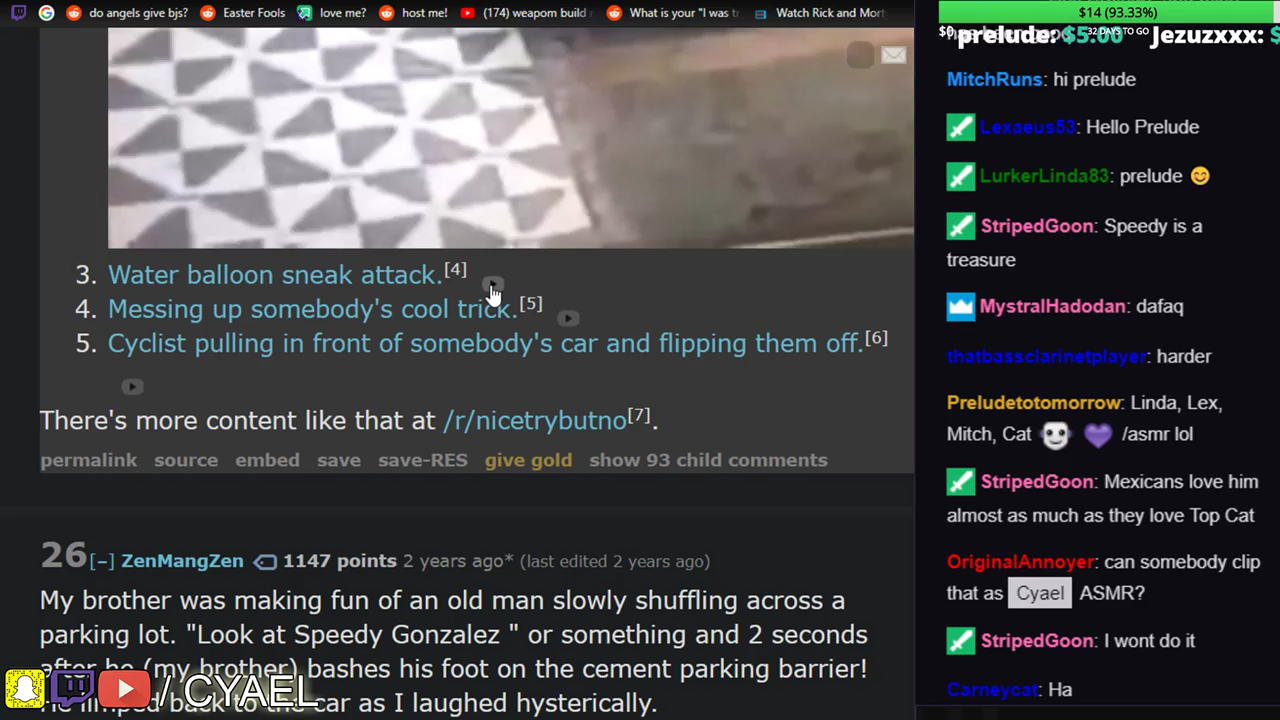 do angels give bjs?
Easter Fools
love me?
host me!
(174) weapom build
What is your "I was t
Watch Rick and Mort
3. Water balloon sneak attack.[4]
4. Messing up somebody's cool trick.[5]
5. Cyclist pulling in front of somebody's car and flipping them off.[6]
There's more content like that at /r/nicetrybutno[7].
permalink source embed save save-RES give gold show 93 child comments
26 [–] ZenMangZen 1147 points 2 years ago* (last edited 2 years ago)
My brother was making fun of an old man slowly shuffling across a
parking lot. "Look at Speedy Gonzalez " or something and 2 seconds
after he (my brother) bashes his foot on the cement parking barrier!
He limped back to the car as I laughed hysterically.
/ CYAEL
$14 (93.33%)
$0 32 DAYS TO GO
prelude: $5.00 Jezuzxxx: $
MitchRuns: hi prelude
Lexaeus53: Hello Prelude
LurkerLinda83: prelude 😊
StripedGoon: Speedy is a
treasure
MystralHadodan: dafaq
thatbassclarinetplayer: harder
Preludetotomorrow: Linda, Lex,
Mitch, Cat 💜 /asmr lol
StripedGoon: Mexicans love him
almost as much as they love Top Cat
OriginalAnnoyer: can somebody clip
that as Cyael ASMR?
StripedGoon: I wont do it
Carneycat: Ha